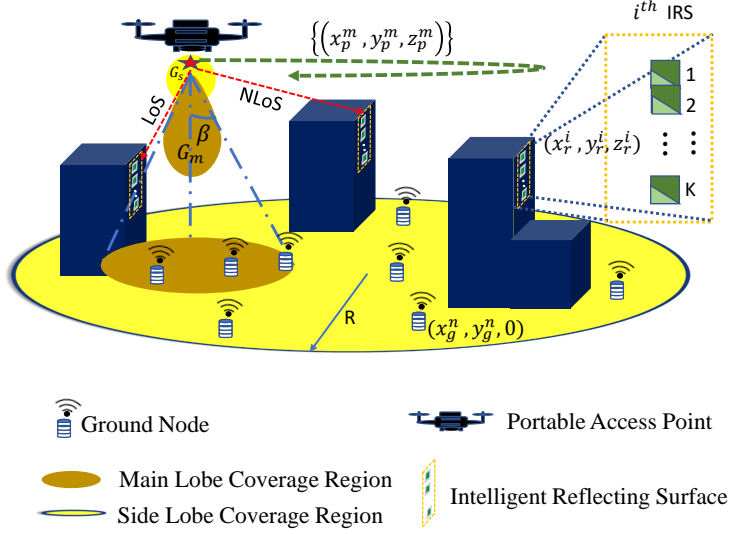 i^{th} IRS
{(x_p^m, y_p^m, z_p^m)}
G_s
1
LoS
NLoS
2
β
G_m
(x_r^i, y_r^i, z_r^i)
⋮ ⋮
K
R
(x_g^n, y_g^n, 0)
Ground Node
Portable Access Point
Main Lobe Coverage Region
Intelligent Reflecting Surface
Side Lobe Coverage Region